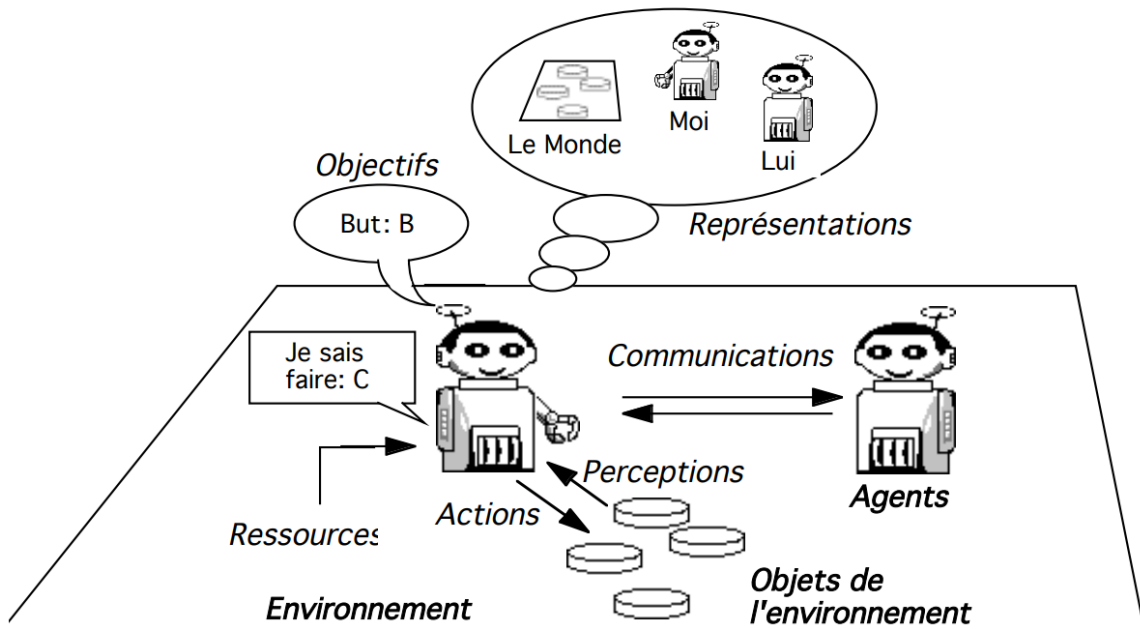 Moi
Le Monde
Lui
Objectifs
But: B
Représentations
Je sais
faire: C
Communications
Perceptions
Actions
Agents
Ressources
Objets de
l'environnement
Environnement